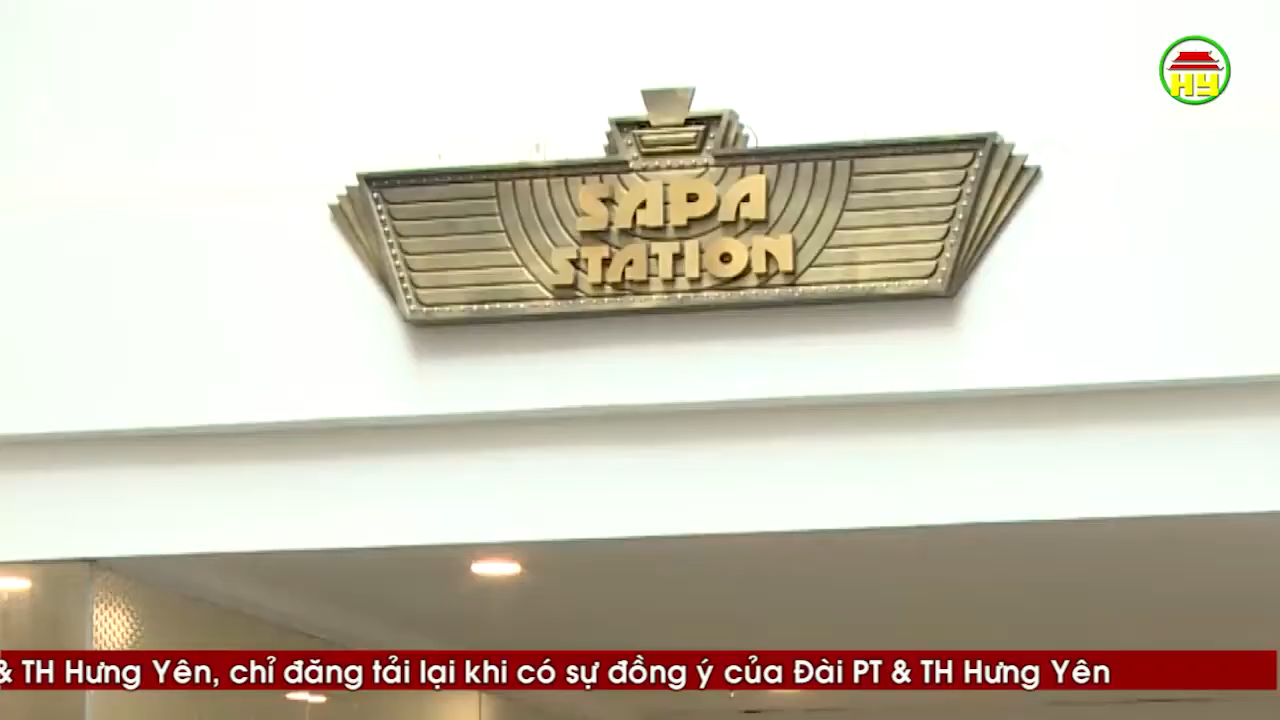 HY
SAPA
STATION
& TH Hưng Yên, chỉ đăng tải lại khi có sự đồng ý của Đài PT & TH Hưng Yên